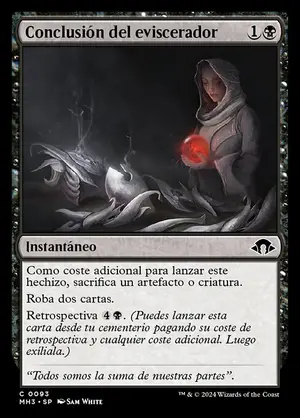 Conclusión del eviscerador 1
Instantáneo
Como coste adicional para lanzar este
hechizo, sacrifica un artefacto o criatura.
Roba dos cartas.
Retrospectiva 4. (Puedes lanzar esta
carta desde tu cementerio pagando su coste de
retrospectiva y cualquier coste adicional. Luego
exíliala.)
"Todos somos la suma de nuestras partes".
C 0093
MH3 • SP Sam White
™ & © 2024 Wizards of the Coast